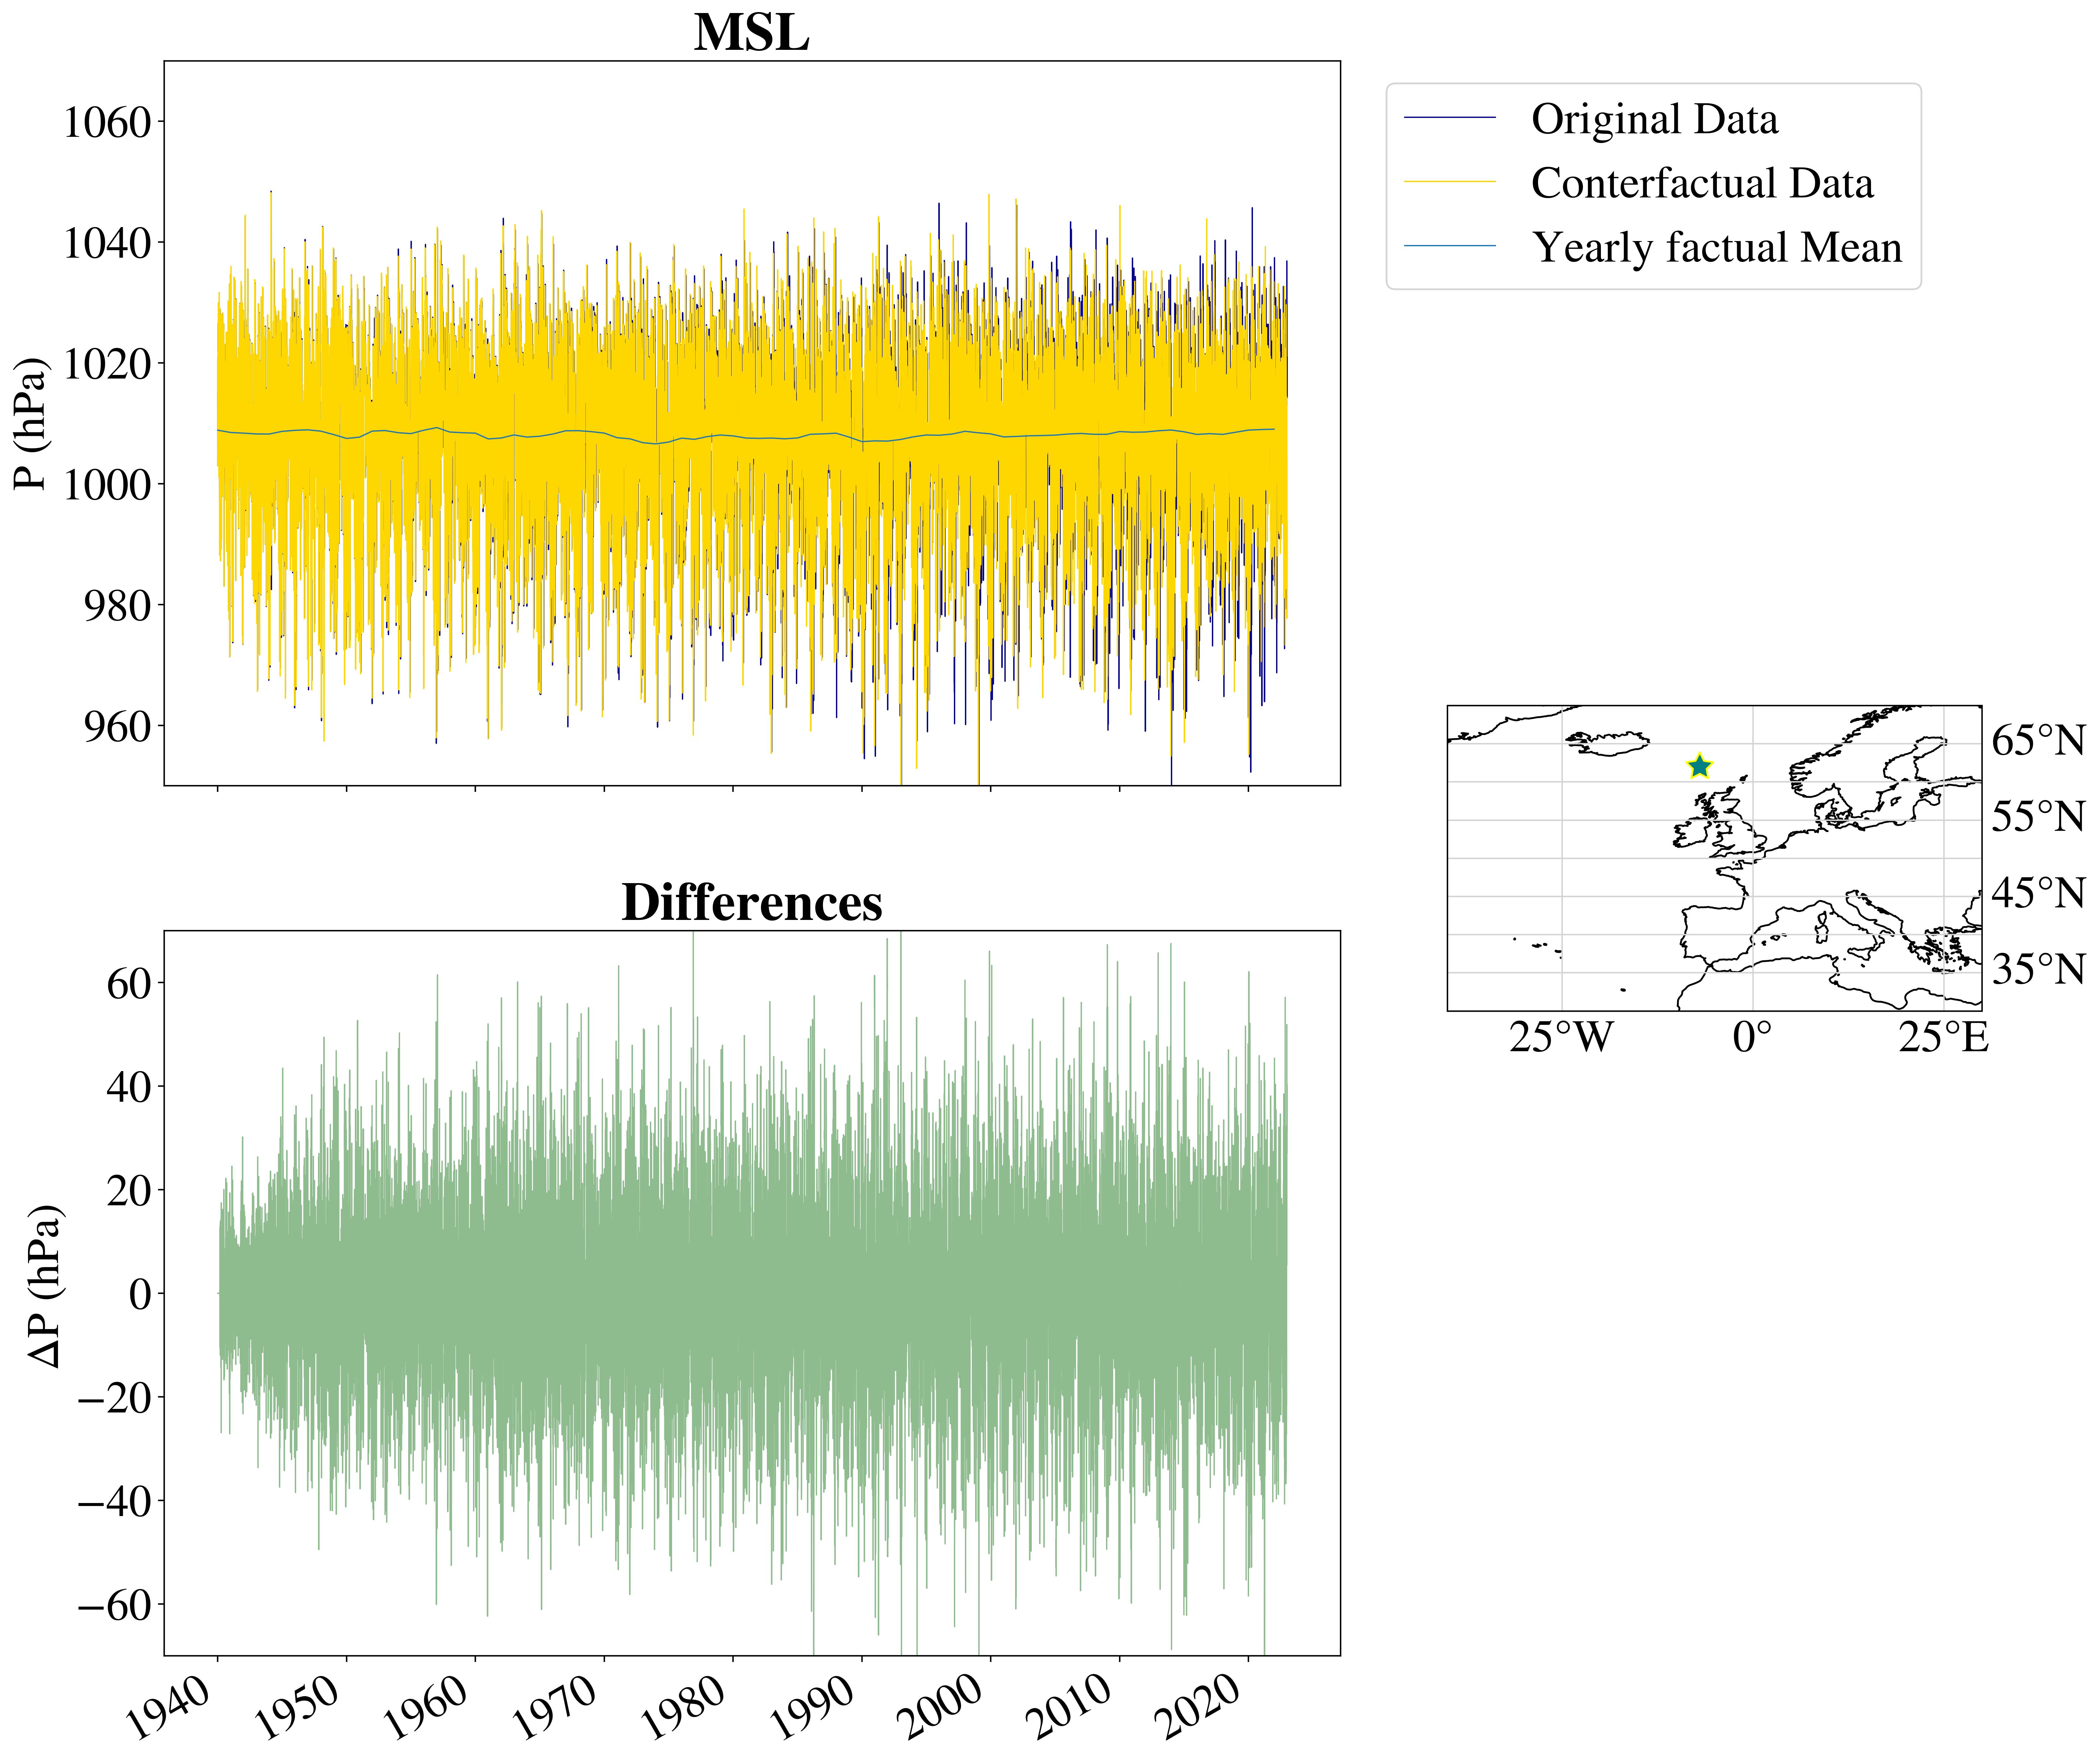 MSL
1060
1040
1020
1000
980
960
P (hPa)
Original Data
Conterfactual Data
Yearly factual Mean
65°N
55°N
45°N
35°N
25°W 0° 25°E
Differences
60
40
20
0
−20
−40
−60
ΔP (hPa)
1940 1950 1960 1970 1980 1990 2000 2010 2020